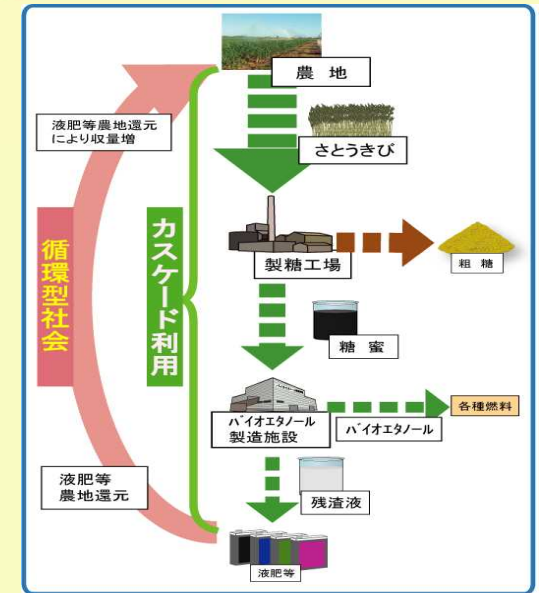 農 地
さとうきび
液肥等農地還元
により収量増
循環型社会
カスケード利用
製糖工場
粗 糖
糖 蜜
バイオエタノール
製造施設
バイオエタノール
各種燃料
残渣液
液肥等
農地還元
液肥等